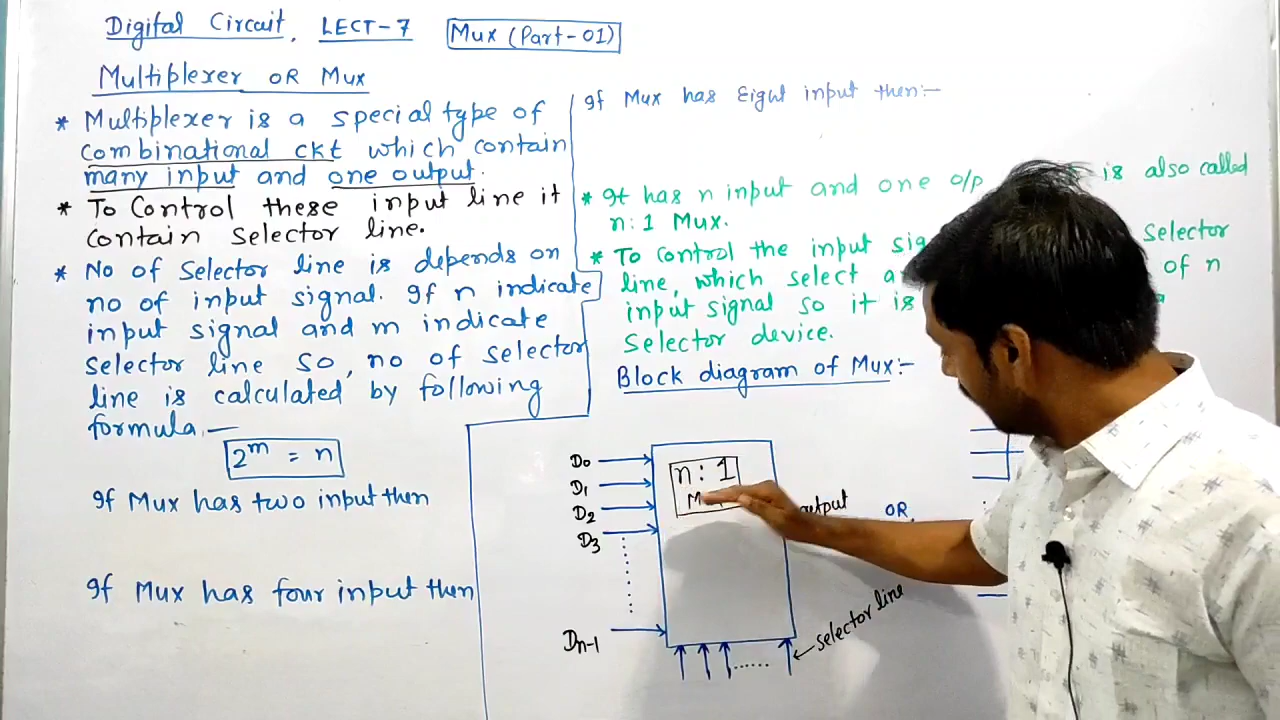 Digital Circuit, LECT-7 Mux (Part-01)
Multiplexer OR Mux
* Multiplexer is a special type of
combinational ckt which contain
many input and one output.
* To Control these input line it
contain selector line.
* No of selector line is depends on
no of input signal. If n indicate
input signal and m indicate
selector line so, no of selector
line is calculated by following
formula.—
2^m = n
If Mux has two input then
If Mux has four input then
If Mux has Eight input then:-
* It has n input and one o/p is also called
n:1 Mux.
* To Control the input selector
line, which select of n
input signal so it is
selector device.
Block diagram of Mux:-
D0
D1
D2
D3
Dn-1
n:1
output
OR
selector line